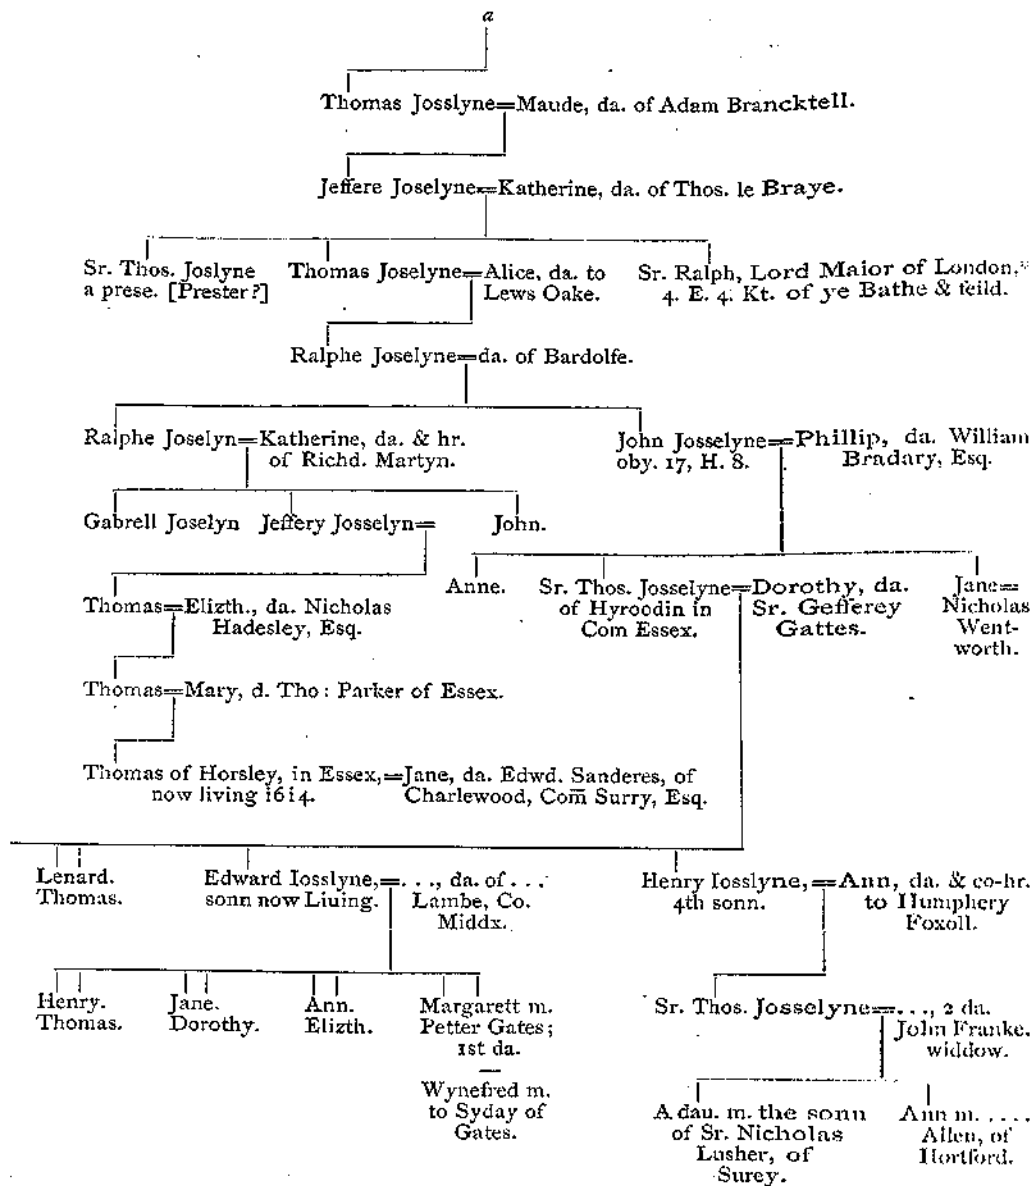 a
Thomas Josslyne=Maude, da. of Adam Brancktell.
Jeffere Joselyne=Katherine, da. of Thos. le Braye.
Sr. Thos. Joslyne
a prese. [Prester?]
Thomas Joselyne=Alice, da. to
Lews Oake.
Sr. Ralph, Lord Maior of London,*
4. E. 4. Kt. of ye Bathe & feild.
Ralphe Joselyne=da. of Bardolfe.
Ralphe Joselyn=Katherine, da. & hr.
of Richd. Martyn.
John Josselyne=Phillip, da. William
oby. 17, H. 8. Bradary, Esq.
Gabrell Joselyn Jeffery Josselyn= John.
Anne.
Sr. Thos. Josselyne=Dorothy, da.
of Hyroodin in Sr. Gefferey
Com Essex. Gattes.
Jane=
Nicholas
Went-
worth.
Thomas=Elizth., da. Nicholas
Hadesley, Esq.
Thomas=Mary, d. Tho: Parker of Essex.
Thomas of Horsley, in Essex,=Jane, da. Edwd. Sanderes, of
now living 1614. Charlewood, Com̄ Surry, Esq.
Lenard.
Thomas.
Edward Iosslyne,=..., da. of ...
sonn now Liuing. Lambe, Co.
Middx.
Henry Iosslyne,=Ann, da. & co-hr.
4th sonn. to Humphery
Foxoll.
Henry.
Thomas.
Jane.
Dorothy.
Ann.
Elizth.
Margarett m.
Petter Gates;
1st da.
—
Wynefred m.
to Syday of
Gates.
Sr. Thos. Josselyne=..., 2 da.
John Franke.
widdow.
A dau. m. the sonn
of Sr. Nicholas
Lusher, of
Surey.
Ann m. ....
Allen, of
Hortford.